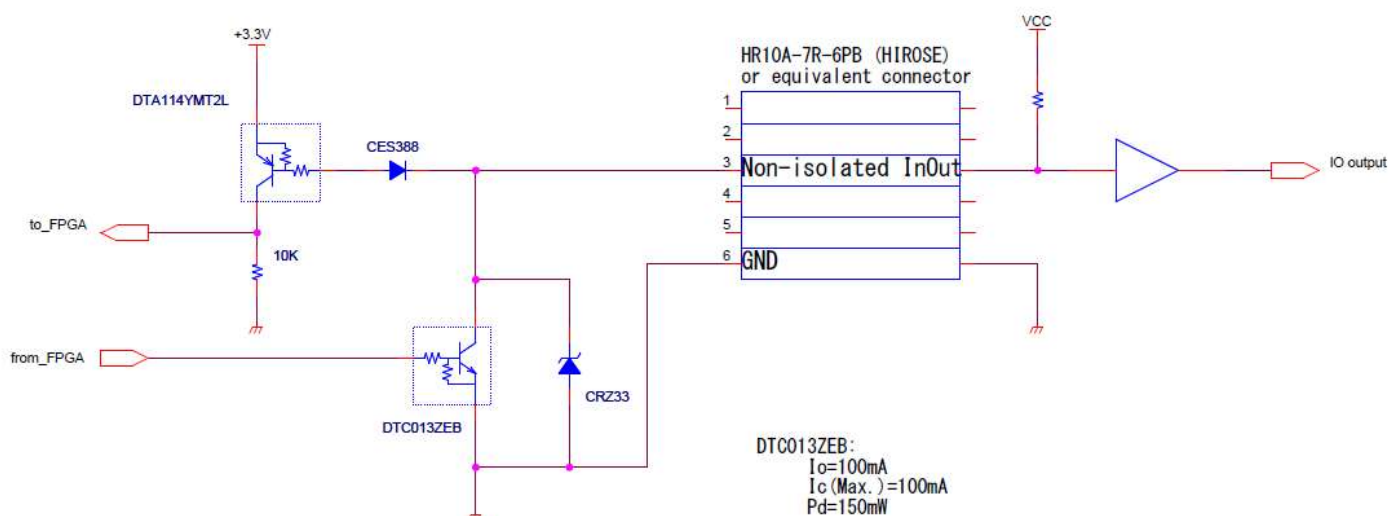 +3.3V
VCC
HR10A-7R-6PB (HIROSE)
or equivalent connector
DTA114YMT2L
1
CES388
2
3
Non-isolated InOut
IO output
4
to_FPGA
5
10K
6
GND
from_FPGA
CRZ33
DTC013ZEB
DTC013ZEB:
Io=100mA
Ic(Max.)=100mA
Pd=150mW